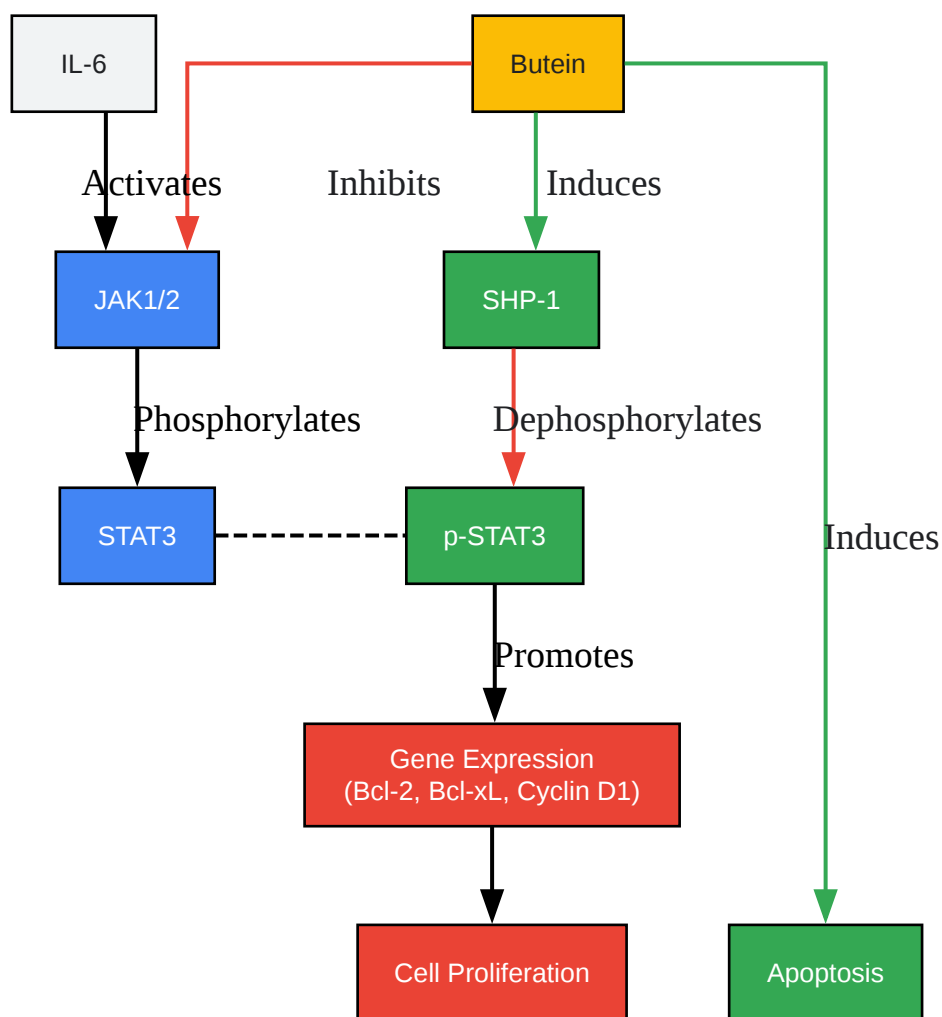 IL-6
Butein
Activates
Inhibits
Induces
JAK1/2
SHP-1
Phosphorylates
Dephosphorylates
STAT3
p-STAT3
Induces
Promotes
Gene Expression
(Bcl-2, Bcl-xL, Cyclin D1)
Cell Proliferation
Apoptosis